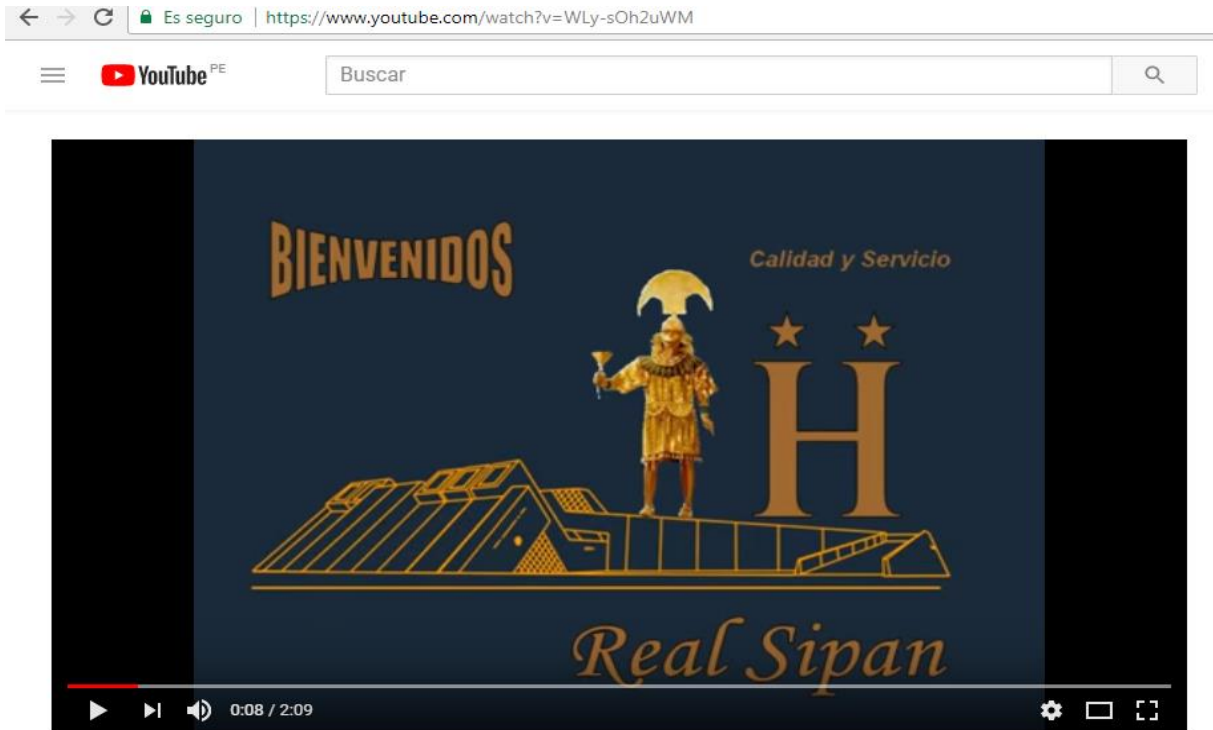 Es seguro | https://www.youtube.com/watch?v=WLy-sOh2uWM
YouTube PE
Buscar
BIENVENIDOS
Calidad y Servicio
H
Real Sipan
0:08 / 2:09